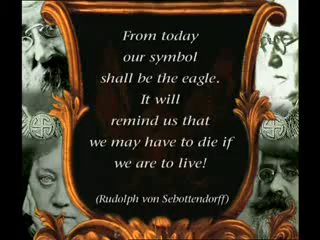 From today
our symbol
shall be the eagle.
It will
remind us that
we may have to die if
we are to live!
(Rudolph von Sebottendorff)